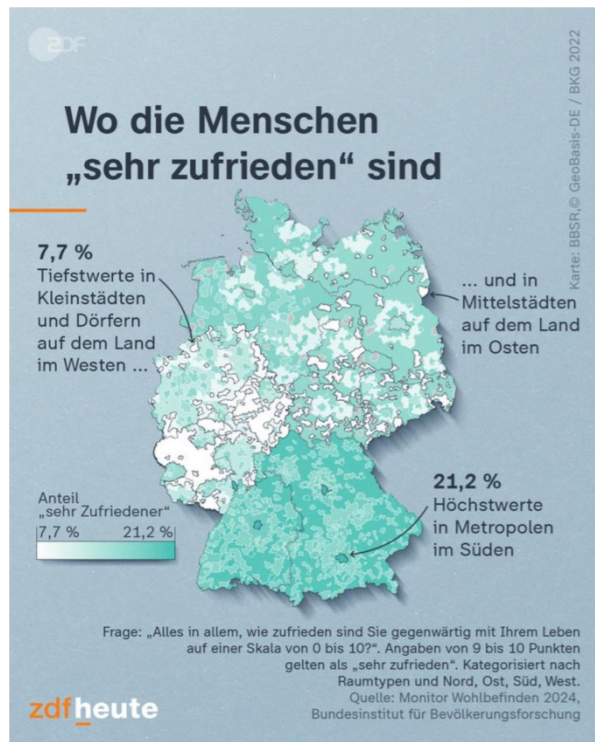 ZDF
Karte: BBSR,© GeoBasis-DE / BKG 2022
Wo die Menschen
„sehr zufrieden“ sind
7,7 %
Tiefstwerte in
Kleinstädten
und Dörfern
auf dem Land
im Westen ...
... und in
Mittelstädten
auf dem Land
im Osten
21,2 %
Höchstwerte
in Metropolen
im Süden
Anteil
„sehr Zufriedener“
7,7 % 21,2 %
Frage: „Alles in allem, wie zufrieden sind Sie gegenwärtig mit Ihrem Leben
auf einer Skala von 0 bis 10?“. Angaben von 9 bis 10 Punkten
gelten als „sehr zufrieden“. Kategorisiert nach
Raumtypen und Nord, Ost, Süd, West.
Quelle: Monitor Wohlbefinden 2024,
Bundesinstitut für Bevölkerungsforschung
zdfheute